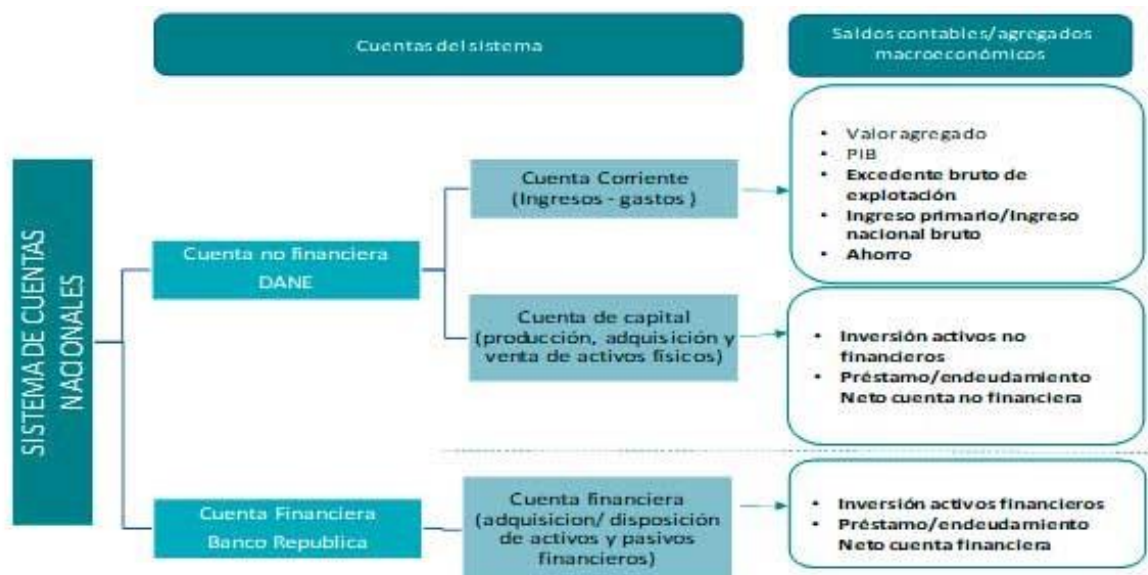 Cuentas del sistema
Saldos contables/agregados
macroeconómicos
SISTEMA DE CUENTAS
NACIONALES
Cuenta no financiera
DANE
Cuenta Corriente
(Ingresos - gastos )
• Valor agregado
• PIB
• Excedente bruto de
explotación
• Ingreso primario/Ingreso
nacional bruto
• Ahorro
Cuenta de capital
(producción, adquisición y
venta de activos físicos)
• Inversión activos no
financieros
• Préstamo/endeudamiento
Neto cuenta no financiera
Cuenta Financiera
Banco Republica
Cuenta financiera
(adquisicion/ disposición
de activos y pasivos
financieros)
• Inversión activos financieros
• Préstamo/endeudamiento
Neto cuenta financiera